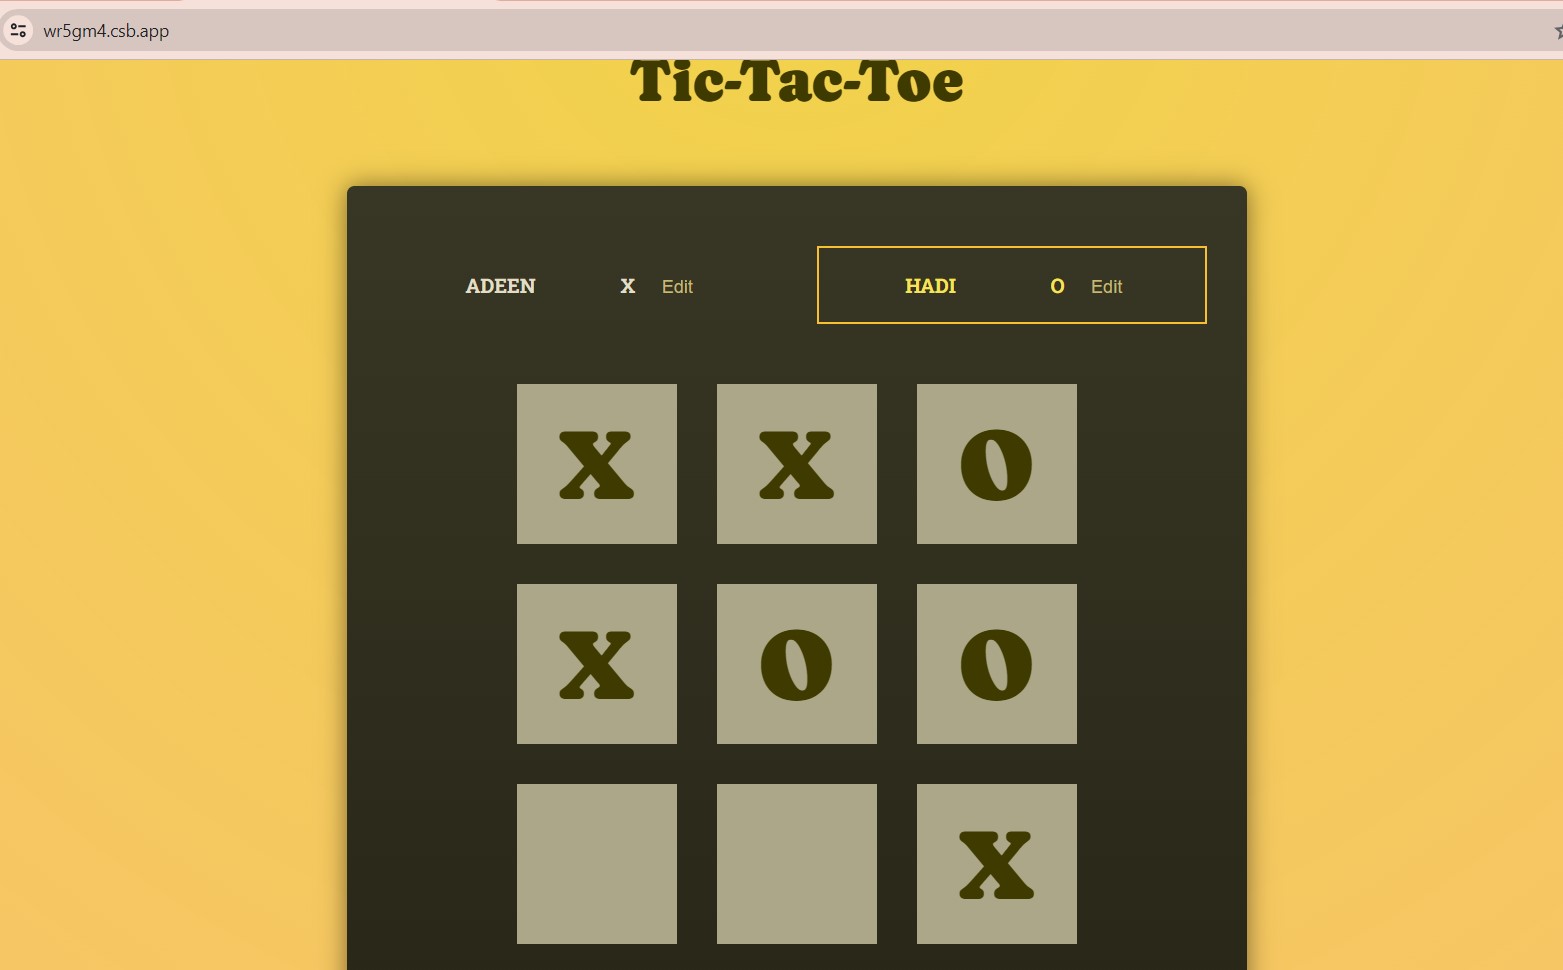 wr5gm4.csb.app
Tic-Tac-Toe
ADEEN X Edit HADI O Edit
X X O
X O O
X